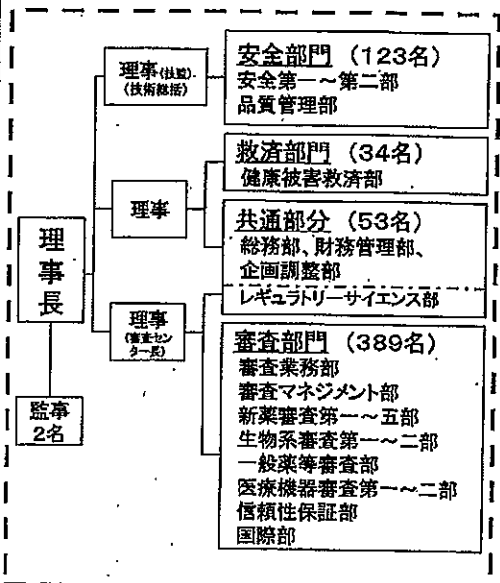 理事(技監)
(技術総括)
安全部門 (123名)
安全第一～第二部
品質管理部
救済部門 (34名)
健康被害救済部
理事
共通部分 (53名)
総務部、財務管理部、
企画調整部
レギュラトリーサイエンス部
理事長
理事
(審査セン
ター長)
審査部門 (389名)
審査業務部
審査マネジメント部
新薬審査第一～五部
生物系審査第一～二部
一般薬等審査部
医療機器審査第一～二部
信頼性保証部
国際部
監事
2名